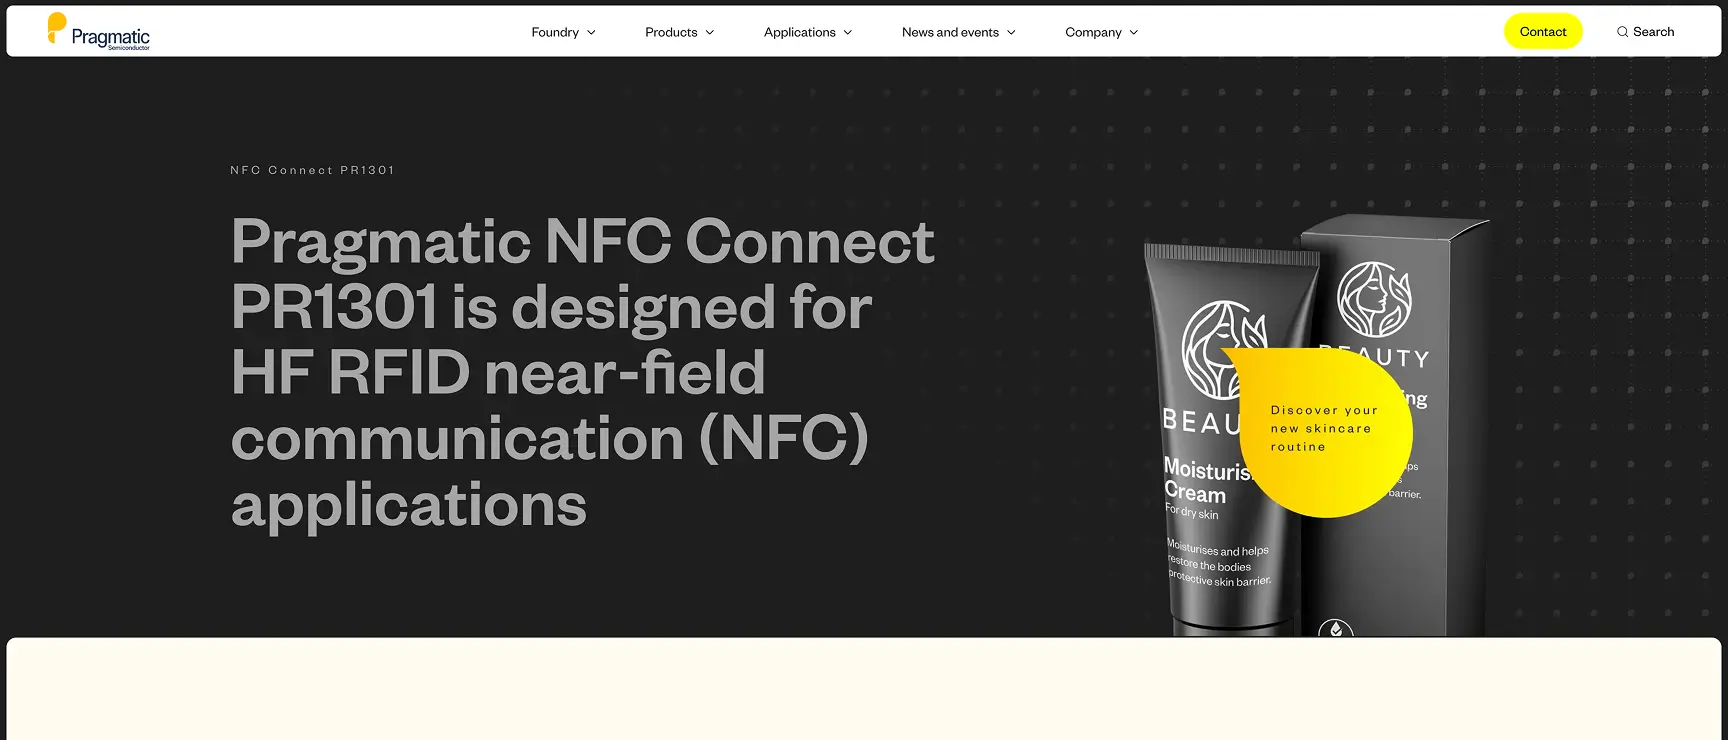 Pragmatic
Semiconductor
Foundry
Products
Applications
News and events
Company
Contact
Search
NFC Connect PR1301
Pragmatic NFC Connect
PR1301 is designed for
HF RFID near-field
communication (NFC)
applications
BEAU
Moisturis
Cream
For dry skin
Moisturises and helps
restore the bodies
protective skin barrier.
BEAUTY
ng
ps
s
barrier.
Discover your
new skincare
routine